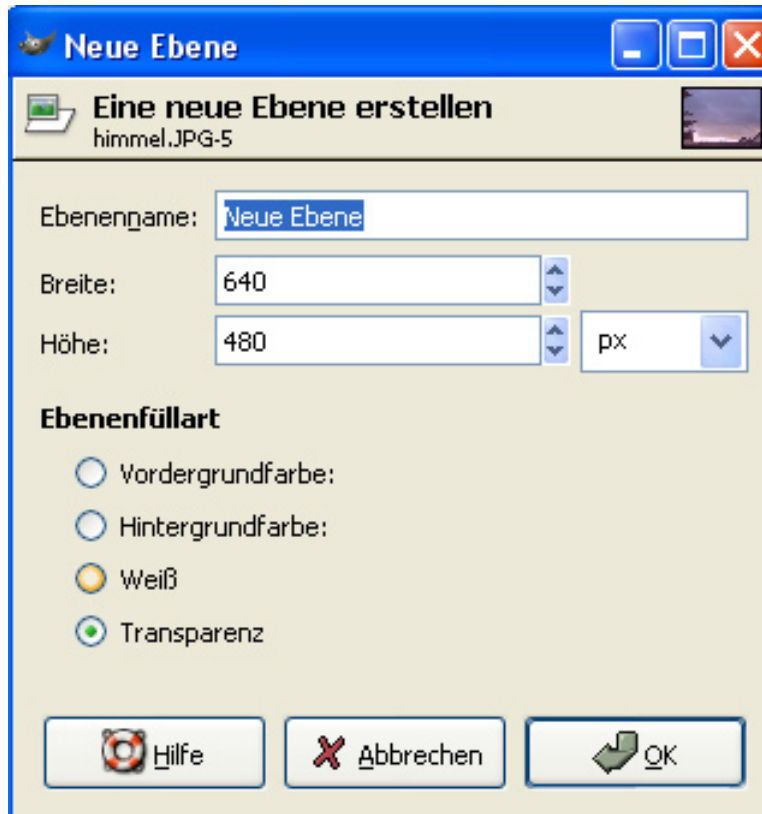 Neue Ebene
Eine neue Ebene erstellen
himmel.JPG-5
Ebenenname: Neue Ebene
Breite: 640
Höhe: 480 px
Ebenenfüllart
Vordergrundfarbe:
Hintergrundfarbe:
Weiß
Transparenz
Hilfe Abbrechen OK